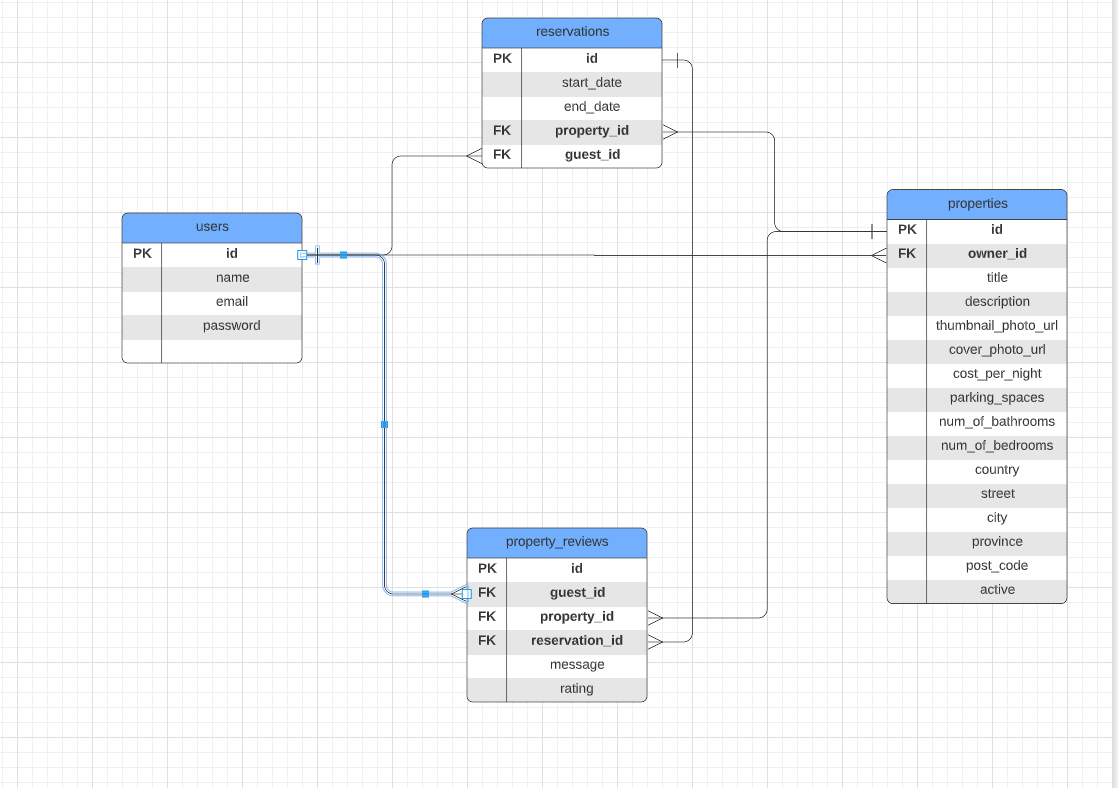 reservations
PK id
start_date
end_date
FK property_id
FK guest_id
users
PK id
name
email
password
properties
PK id
FK owner_id
title
description
thumbnail_photo_url
cover_photo_url
cost_per_night
parking_spaces
num_of_bathrooms
num_of_bedrooms
country
street
city
province
post_code
active
property_reviews
PK id
FK guest_id
FK property_id
FK reservation_id
message
rating